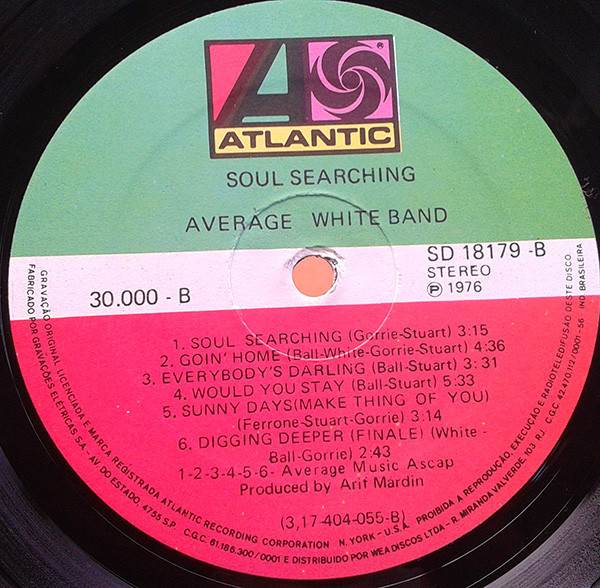 ATLANTIC
®
SOUL SEARCHING
AVERAGE WHITE BAND
30.000 - B
SD 18179 -B
STEREO
Ⓟ 1976
1. SOUL SEARCHING (Gorrie-Stuart) 3:15
2. GOIN' HOME (Ball-White-Gorrie-Stuart) 4:36
3. EVERYBODY'S DARLING (Ball-Stuart) 3:31
4. WOULD YOU STAY (Ball-Stuart) 5:33
5. SUNNY DAYS(MAKE THING OF YOU)
(Ferrone-Stuart-Gorrie) 3:14
6. DIGGING DEEPER (FINALE) (White -
Ball-Gorrie) 2:43
1-2-3-4-5-6- Average Music Ascap
Produced by Arif Mardin
(3,17-404-055-B)
GRAVAÇÃO ORIGINAL LICENCIADA E MARCA REGISTRADA ATLANTIC RECORDING CORPORATION N. YORK - U.S.A. PROIBIDA A REPRODUÇÃO, EXECUÇÃO E RADIOTELEDIFUSÃO DESTE DISCO
FABRICADO POR GRAVAÇÕES ELÉTRICAS S.A. - AV. DO ESTADO, 4755 S.P. C.G.C. 61.186.300/0001 E DISTRIBUIDO POR WEA DISCOS LTDA - R. MIRANDA VALVERDE, 103 RJ. C.G.C. 42.470.112/0001-56 IND. BRASILEIRA